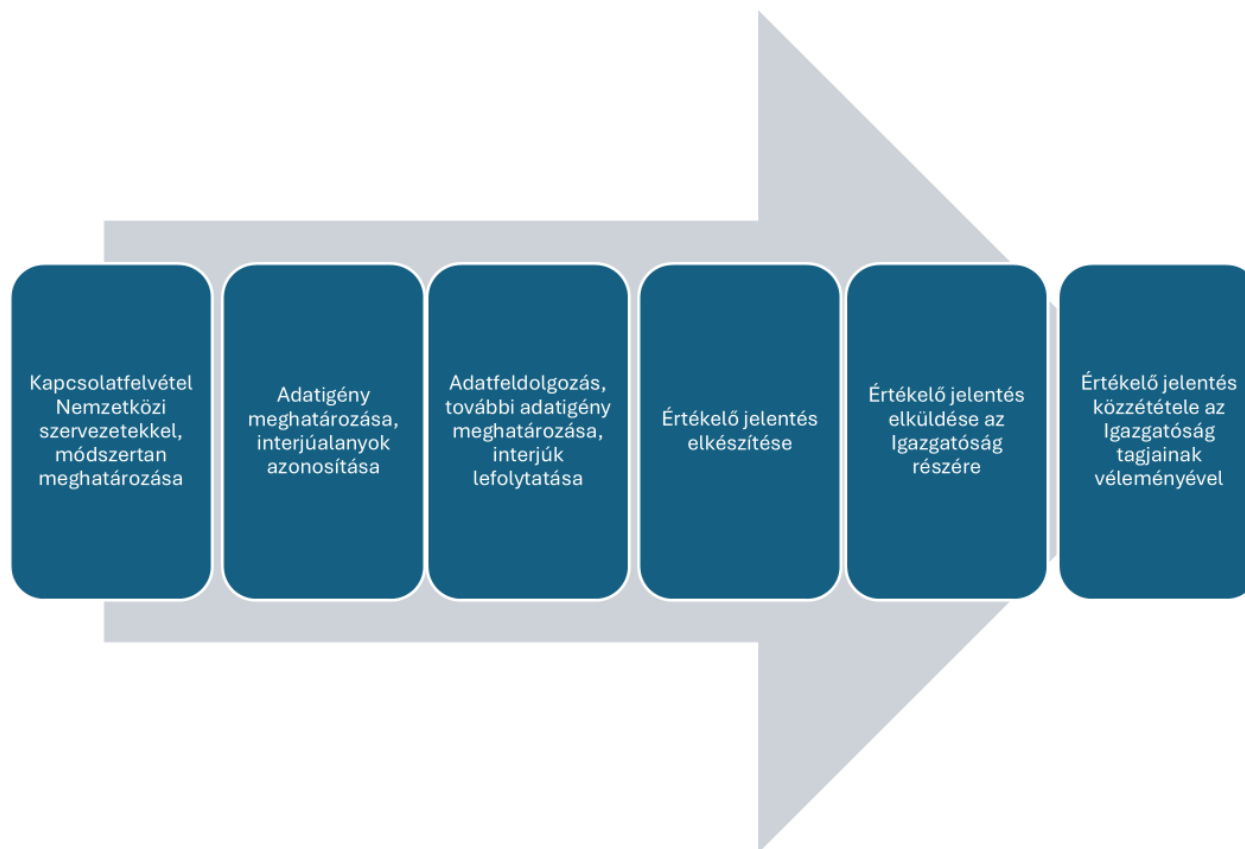 Kapcsolatfelvétel
Nemzetközi
szervezetekkel,
módszertan
meghatározása
Adatigény
meghatározása,
interjúalanyok
azonosítása
Adatfeldolgozás,
további adatigény
meghatározása,
interjúk
lefolytatása
Értékelő jelentés
elkészítése
Értékelő jelentés
elküldése az
Igazgatóság
részére
Értékelő jelentés
közzététele az
Igazgatóság
tagjainak
véleményével